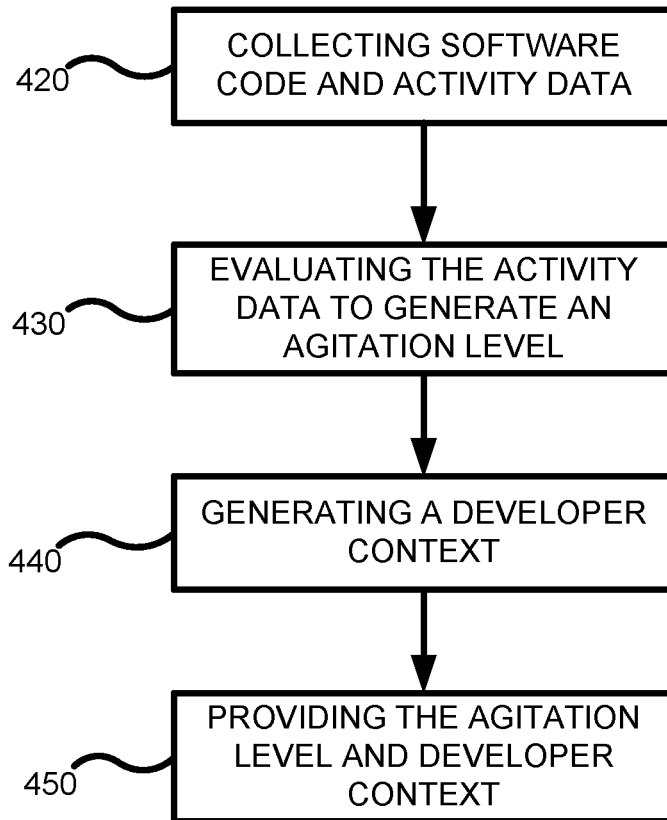 420
COLLECTING SOFTWARE
CODE AND ACTIVITY DATA
430
EVALUATING THE ACTIVITY
DATA TO GENERATE AN
AGITATION LEVEL
440
GENERATING A DEVELOPER
CONTEXT
450
PROVIDING THE AGITATION
LEVEL AND DEVELOPER
CONTEXT